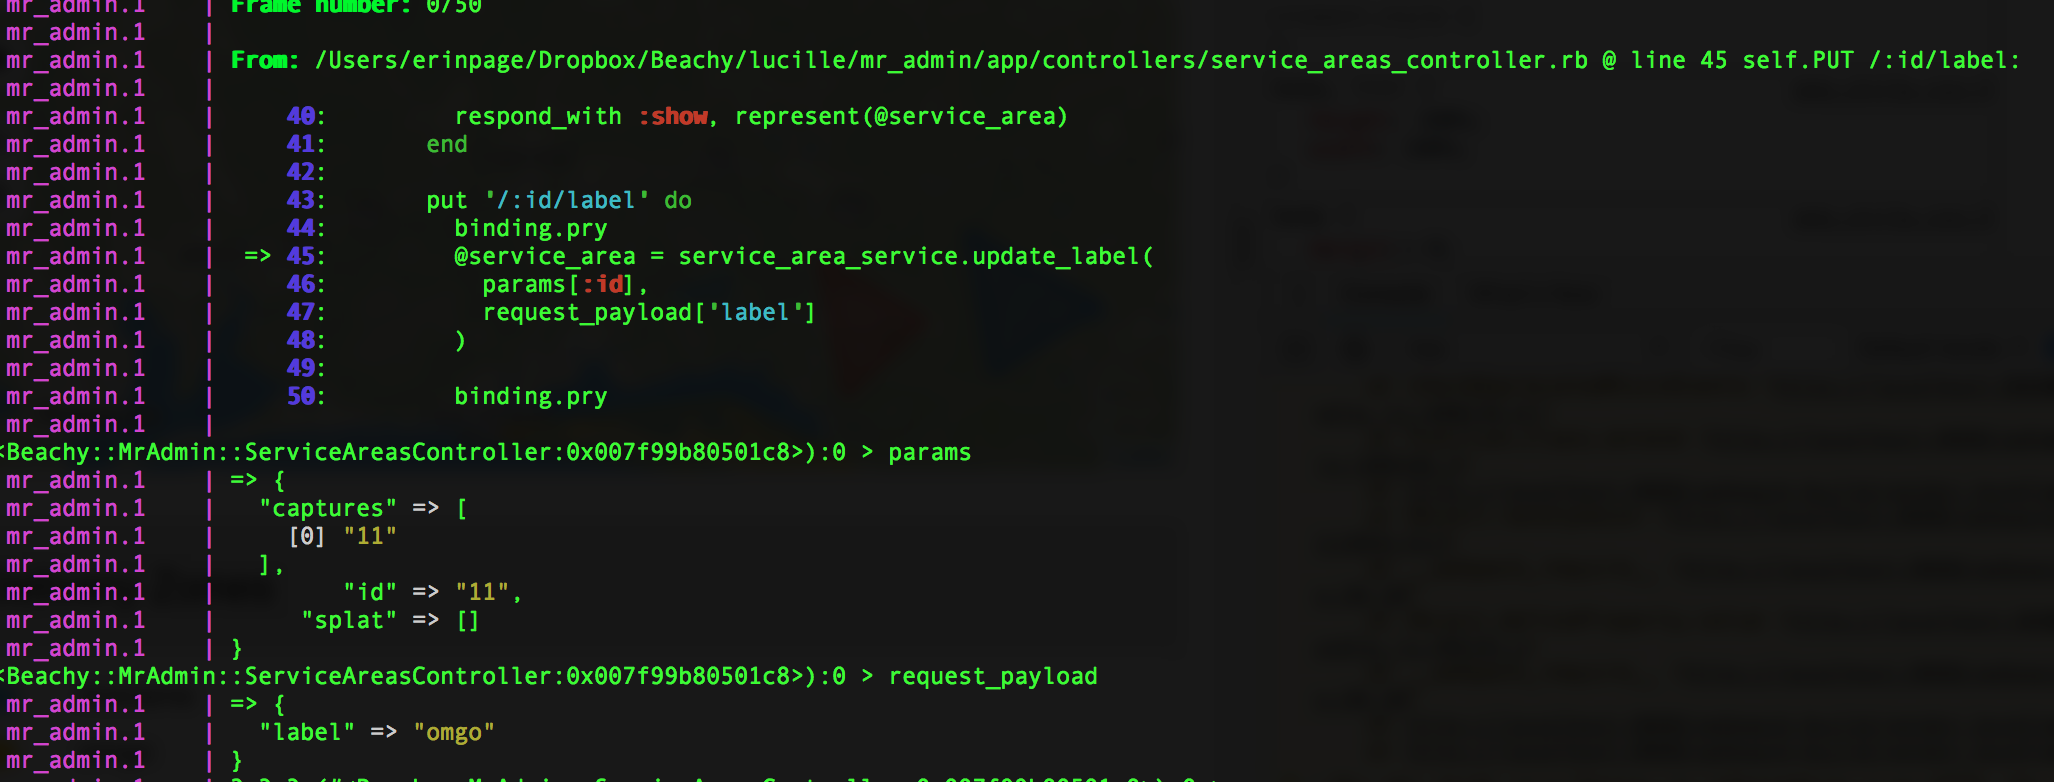 mr_admin.1 | Frame number: 0/50
mr_admin.1 |
mr_admin.1 | From: /Users/erinpage/Dropbox/Beachy/lucille/mr_admin/app/controllers/service_areas_controller.rb @ line 45 self.PUT /:id/label:
mr_admin.1 |
mr_admin.1 | 40: respond_with :show, represent(@service_area)
mr_admin.1 | 41: end
mr_admin.1 | 42:
mr_admin.1 | 43: put '/:id/label' do
mr_admin.1 | 44: binding.pry
mr_admin.1 | => 45: @service_area = service_area_service.update_label(
mr_admin.1 | 46: params[:id],
mr_admin.1 | 47: request_payload['label']
mr_admin.1 | 48: )
mr_admin.1 | 49:
mr_admin.1 | 50: binding.pry
mr_admin.1 |
<Beachy::MrAdmin::ServiceAreasController:0x007f99b80501c8>):0 > params
mr_admin.1 | => {
mr_admin.1 | "captures" => [
mr_admin.1 | [0] "11"
mr_admin.1 | ],
mr_admin.1 | "id" => "11",
mr_admin.1 | "splat" => []
mr_admin.1 | }
<Beachy::MrAdmin::ServiceAreasController:0x007f99b80501c8>):0 > request_payload
mr_admin.1 | => {
mr_admin.1 | "label" => "omgo"
mr_admin.1 | }